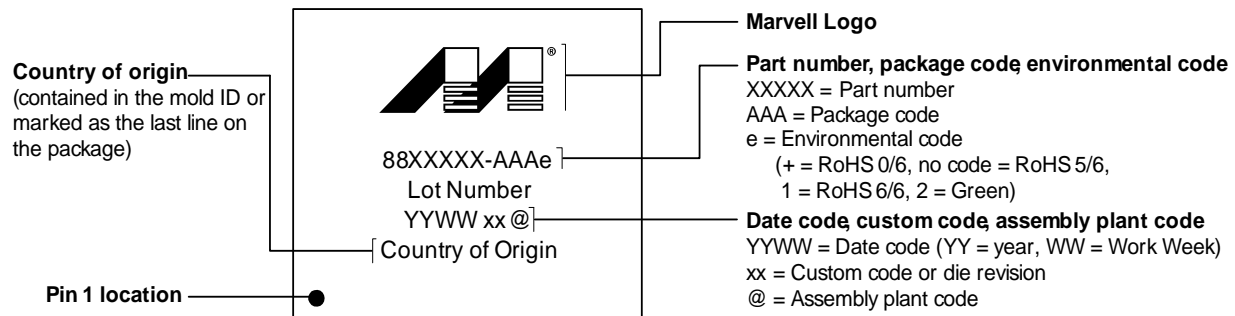 Marvell Logo
Country of origin
(contained in the mold ID or
marked as the last line on
the package)
Part number, package code, environmental code
XXXXX = Part number
AAA = Package code
e = Environmental code
(+ = RoHS 0/6, no code = RoHS 5/6,
1 = RoHS 6/6, 2 = Green)
®
88XXXXX-AAAe
Lot Number
YYWW xx @
Country of Origin
Date code, custom code, assembly plant code
YYWW = Date code (YY = year, WW = Work Week)
xx = Custom code or die revision
@ = Assembly plant code
Pin 1 location